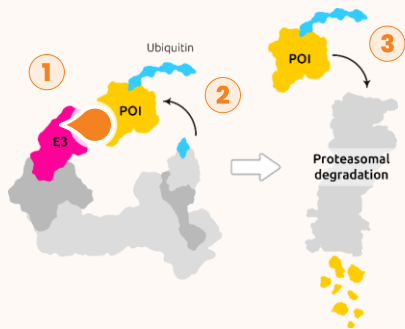 1
E3
POI
Ubiquitin
2
POI
3
Proteasomal
degradation